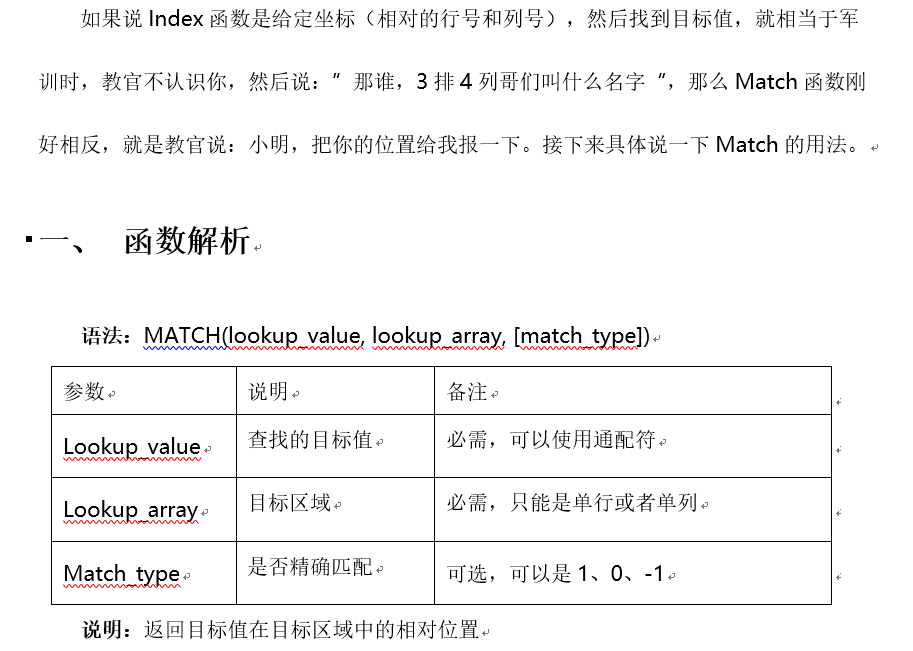 如果说 Index 函数是给定坐标（相对的行号和列号），然后找到目标值，就相当于军
训时，教官不认识你，然后说：”那谁，3 排 4 列哥们叫什么名字“，那么 Match 函数刚
好相反，就是教官说：小明，把你的位置给我报一下。接下来具体说一下 Match 的用法。
一、 函数解析
语法：MATCH(lookup_value, lookup_array, [match_type])
参数 说明 备注
Lookup_value 查找的目标值 必需，可以使用通配符
Lookup_array 目标区域 必需，只能是单行或者单列
Match_type 是否精确匹配 可选，可以是 1、0、-1
说明：返回目标值在目标区域中的相对位置